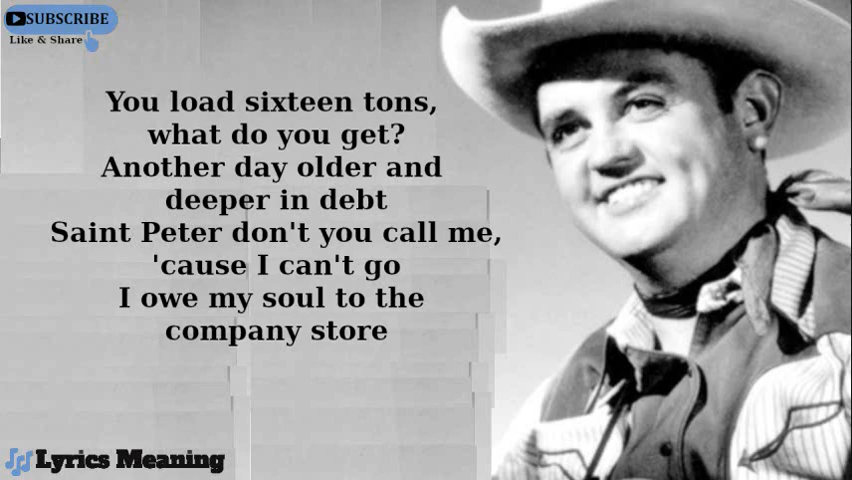 SUBSCRIBE
Like & Share
You load sixteen tons,
what do you get?
Another day older and
deeper in debt
Saint Peter don't you call me,
'cause I can't go
I owe my soul to the
company store
Lyrics Meaning